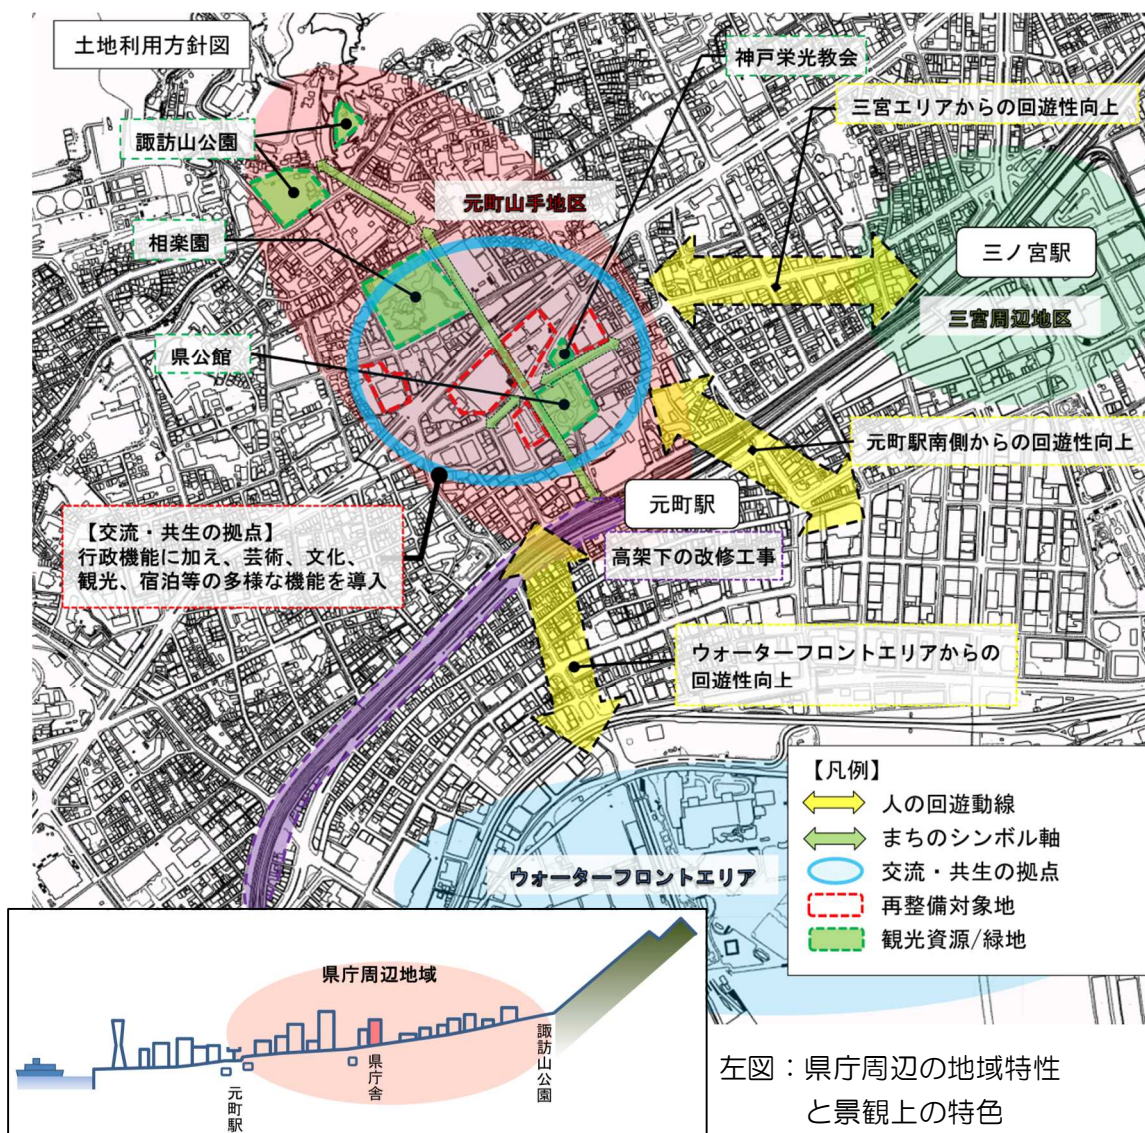 土地利用方針図
神戸栄光教会
三宮エリアからの回遊性向上
諏訪山公園
元町山手地区
相楽園
三ノ宮駅
三宮周辺地区
県公館
元町駅南側からの回遊性向上
元町駅
【交流・共生の拠点】
行政機能に加え、芸術、文化、
観光、宿泊等の多様な機能を導入
高架下の改修工事
ウォーターフロントエリアからの
回遊性向上
【凡例】
人の回遊動線
まちのシンボル軸
交流・共生の拠点
再整備対象地
観光資源/緑地
ウォーターフロントエリア
県庁周辺地域
元町駅
県庁舎
諏訪山公園
左図：県庁周辺の地域特性
と景観上の特色